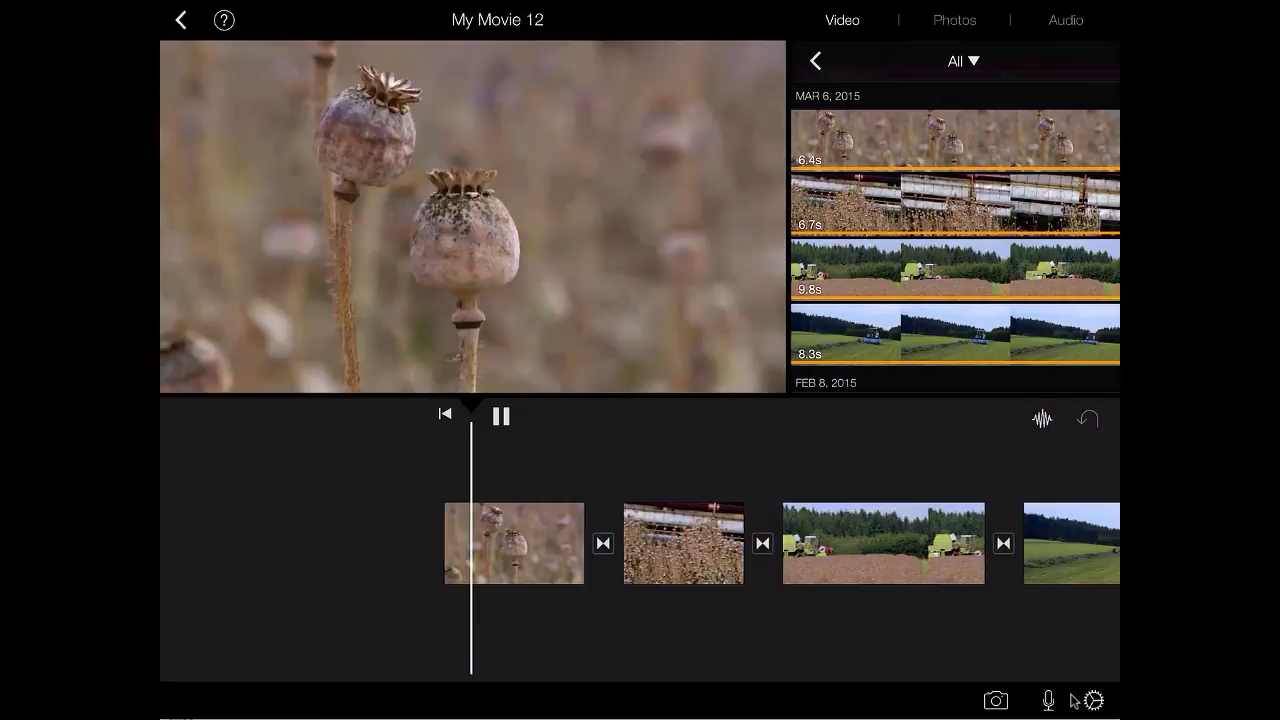 ?
My Movie 12
Video | Photos | Audio
All ▼
MAR 6, 2015
6.4s
6.7s
9.8s
8.3s
FEB 8, 2015